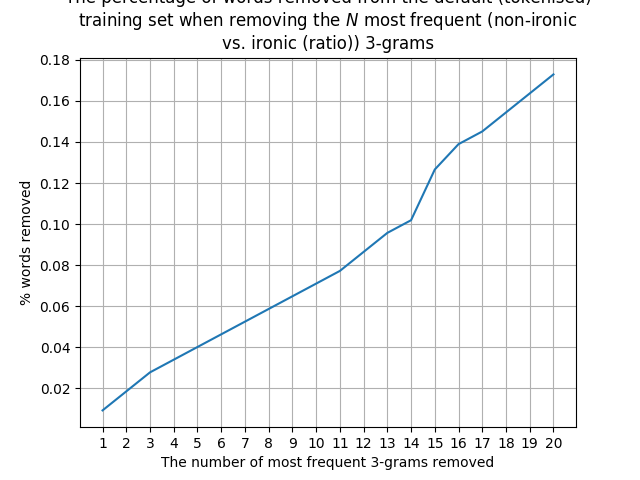 The percentage of words removed from the default (tokenised)
training set when removing the N most frequent (non-ironic
vs. ironic (ratio)) 3-grams
0.18
0.16
0.14
0.12
0.10
0.08
0.06
0.04
0.02
% words removed
1 2 3 4 5 6 7 8 9 10 11 12 13 14 15 16 17 18 19 20
The number of most frequent 3-grams removed